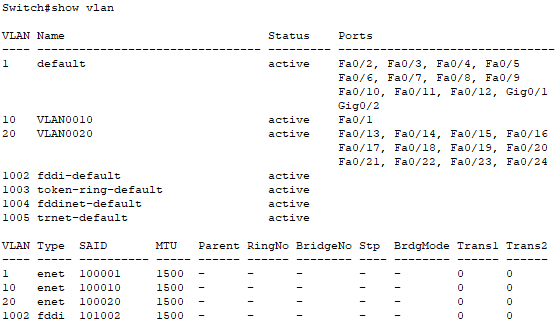 Switch#show vlan
VLAN Name                             Status    Ports
---- -------------------------------- --------- -------------------------------
1    default                          active    Fa0/2, Fa0/3, Fa0/4, Fa0/5
                                                Fa0/6, Fa0/7, Fa0/8, Fa0/9
                                                Fa0/10, Fa0/11, Fa0/12, Gig0/1
                                                Gig0/2
10   VLAN0010                         active    Fa0/1
20   VLAN0020                         active    Fa0/13, Fa0/14, Fa0/15, Fa0/16
                                                Fa0/17, Fa0/18, Fa0/19, Fa0/20
                                                Fa0/21, Fa0/22, Fa0/23, Fa0/24
1002 fddi-default                     active
1003 token-ring-default               active
1004 fddinet-default                  active
1005 trnet-default                    active
VLAN Type  SAID       MTU   Parent RingNo BridgeNo Stp  BrdgMode Trans1 Trans2
---- ----- ---------- ----- ------ ------ -------- ---- -------- ------ ------
1    enet  100001     1500  -      -      -        -    -        0      0
10   enet  100010     1500  -      -      -        -    -        0      0
20   enet  100020     1500  -      -      -        -    -        0      0
1002 fddi  101002     1500  -      -      -        -    -        0      0